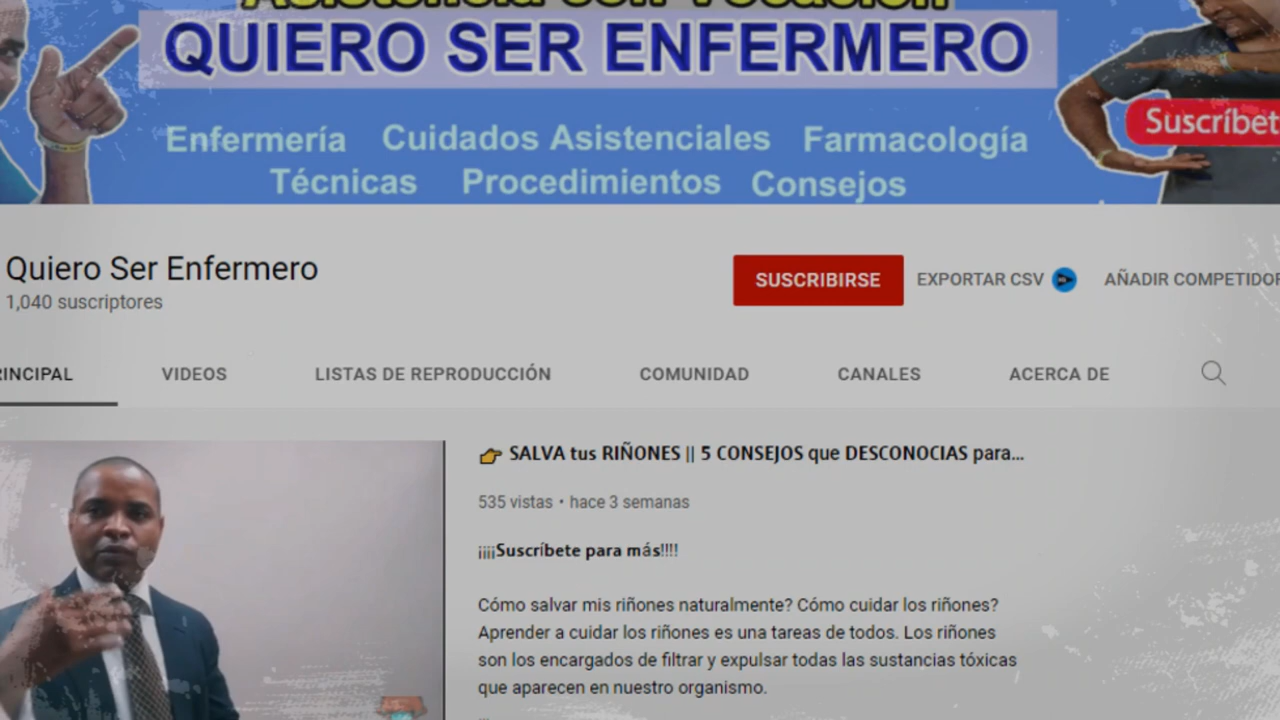 Asistencia con Vocación
QUIERO SER ENFERMERO
Enfermería Cuidados Asistenciales Farmacología
Técnicas Procedimientos Consejos
Suscríbet
Quiero Ser Enfermero
1,040 suscriptores
SUSCRIBIRSE EXPORTAR CSV AÑADIR COMPETIDOR
RINCIPAL VIDEOS LISTAS DE REPRODUCCIÓN COMUNIDAD CANALES ACERCA DE
👉 SALVA tus RIÑONES || 5 CONSEJOS que DESCONOCIAS para...
535 vistas • hace 3 semanas
¡¡¡¡Suscríbete para más!!!!
Cómo salvar mis riñones naturalmente? Cómo cuidar los riñones?
Aprender a cuidar los riñones es una tareas de todos. Los riñones
son los encargados de filtrar y expulsar todas las sustancias tóxicas
que aparecen en nuestro organismo.
...